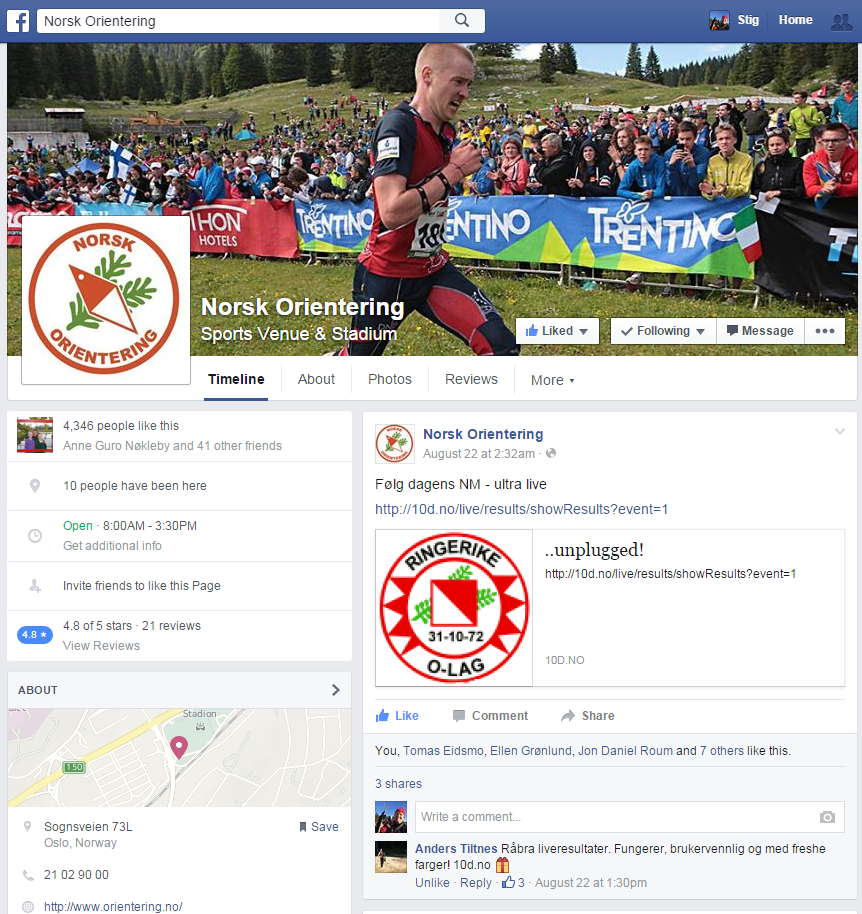 Norsk Orientering
Stig
Home
THON
HOTELS
TRENTINO
ENTINO
TRENTINO
NORSK
ORIENTERING
Norsk Orientering
Sports Venue & Stadium
Liked
Following
Message
Timeline
About
Photos
Reviews
More
4,346 people like this
Anne Guro Nøkleby and 41 other friends
10 people have been here
Open · 8:00AM - 3:30PM
Get additional info
Invite friends to like this Page
4.8 ★
4.8 of 5 stars · 21 reviews
View Reviews
ABOUT
Stadion
150
Sognsveien 73L
Save
Oslo, Norway
21 02 90 00
http://www.orientering.no/
Norsk Orientering
August 22 at 2:32am ·
Følg dagens NM - ultra live
http://10d.no/live/results/showResults?event=1
RINGERIKE
31-10-72
O-LAG
..unplugged!
http://10d.no/live/results/showResults?event=1
10D.NO
Like
Comment
Share
You, Tomas Eidsmo, Ellen Grønlund, Jon Daniel Roum and 7 others like this.
3 shares
Write a comment...
Anders Tiltnes Råbra liveresultater. Fungerer, brukervennlig og med freshe
farger! 10d.no
Unlike · Reply · 3 · August 22 at 1:30pm